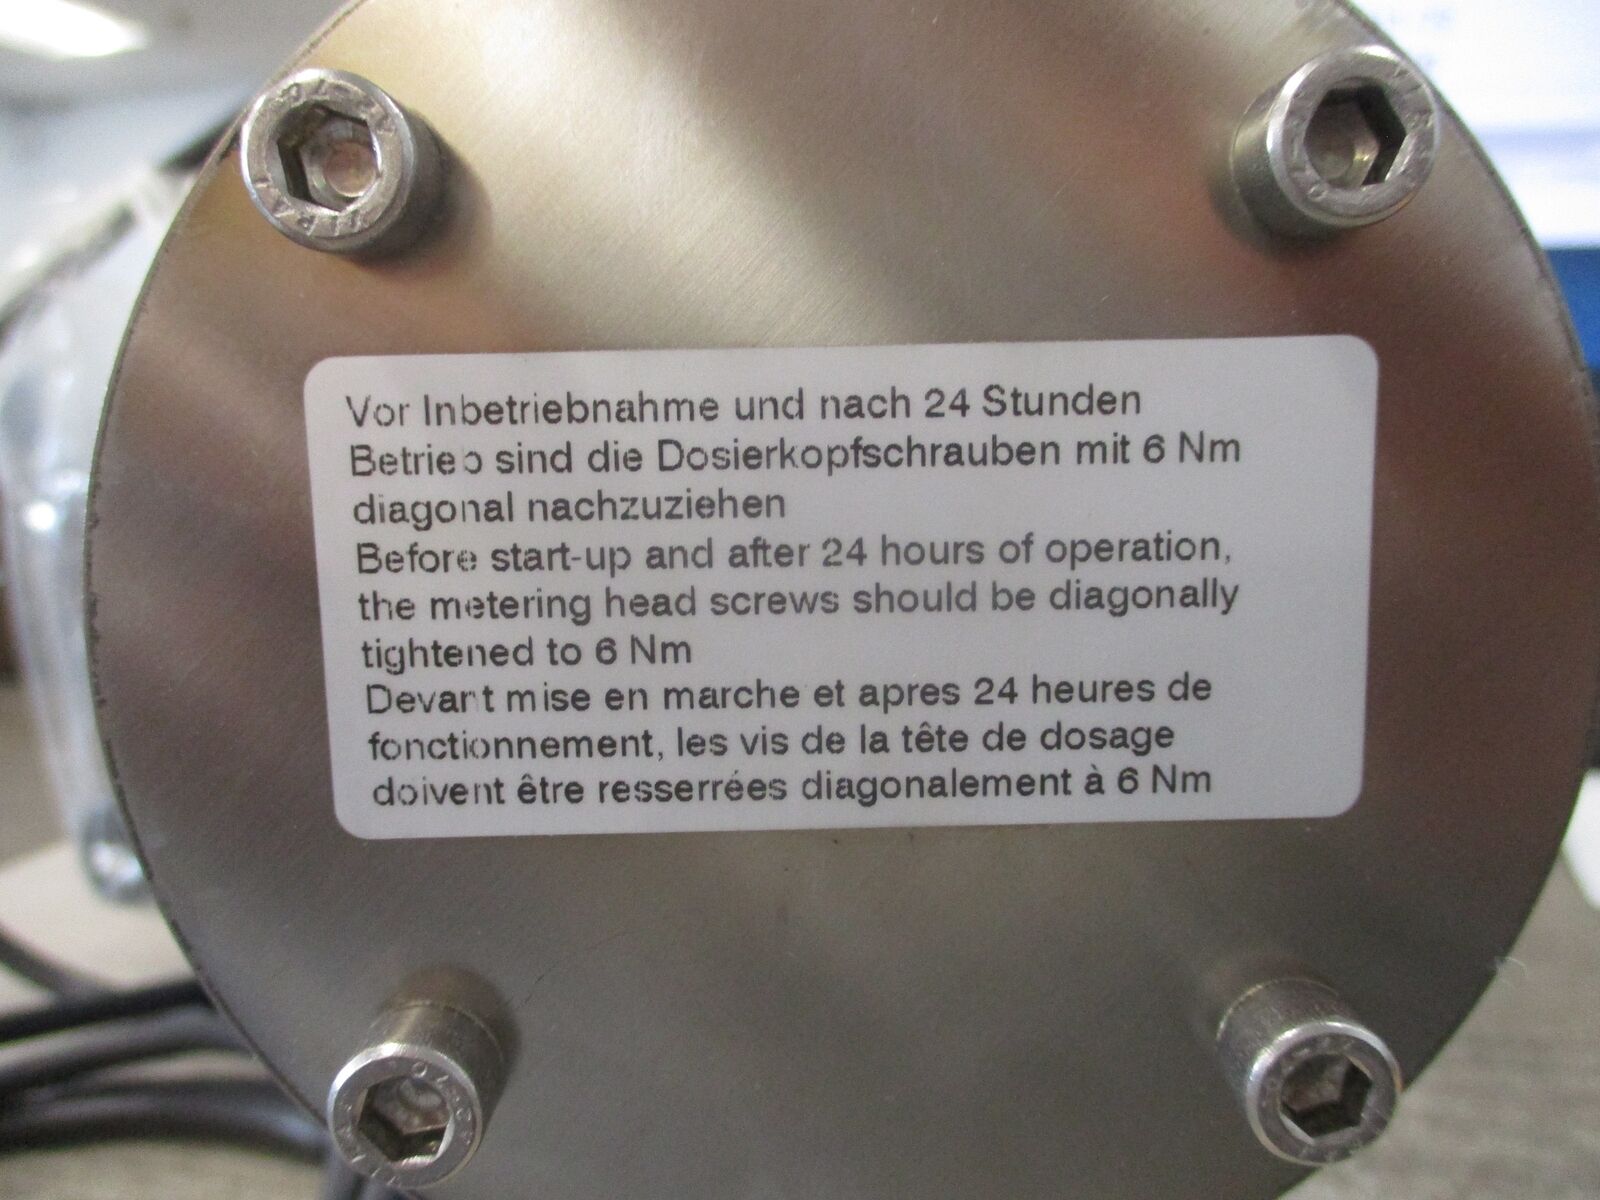 Vor Inbetriebnahme und nach 24 Stunden
Betrieb sind die Dosierkopfschrauben mit 6 Nm
diagonal nachzuziehen
Before start-up and after 24 hours of operation,
the metering head screws should be diagonally
tightened to 6 Nm
Devant mise en marche et apres 24 heures de
fonctionnement, les vis de la tête de dosage
doivent être resserrées diagonalement à 6 Nm